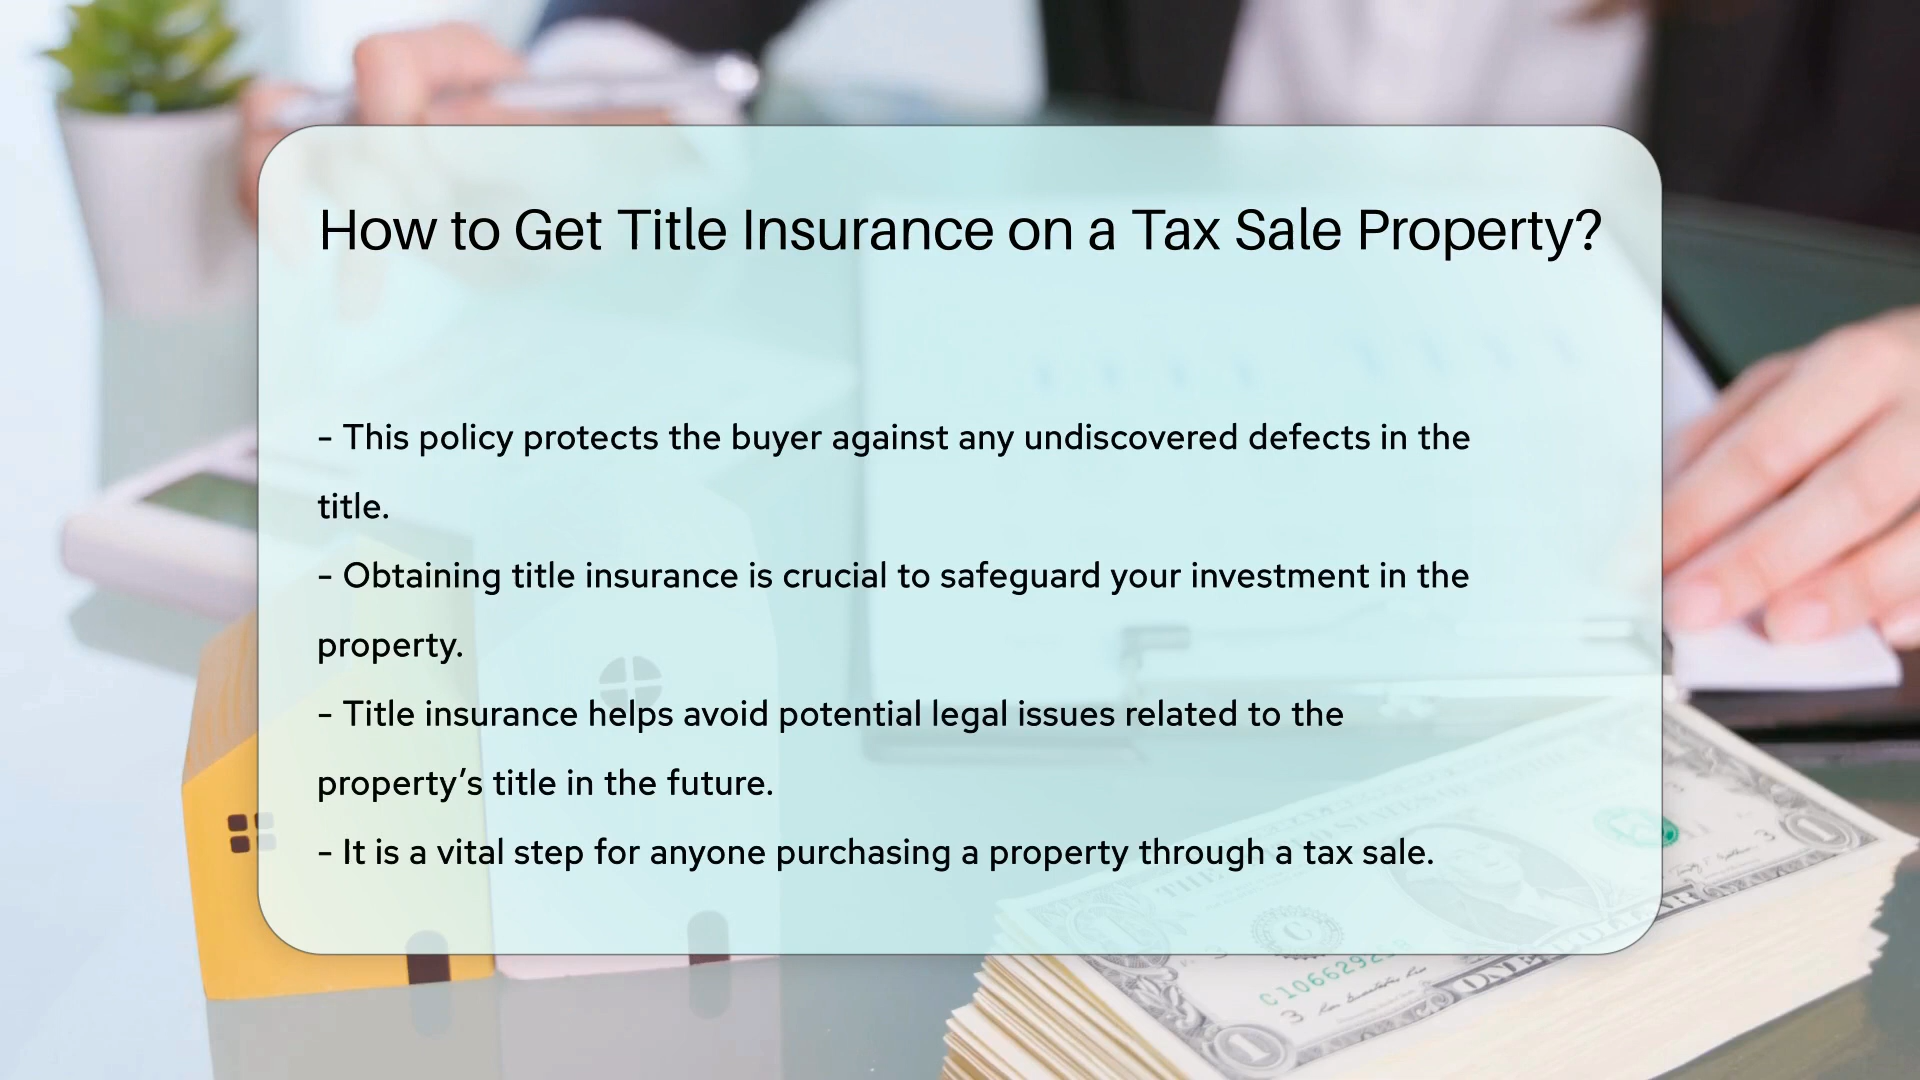 How to Get Title Insurance on a Tax Sale Property?
– This policy protects the buyer against any undiscovered defects in the
title.
– Obtaining title insurance is crucial to safeguard your investment in the
property.
– Title insurance helps avoid potential legal issues related to the
property’s title in the future.
– It is a vital step for anyone purchasing a property through a tax sale.